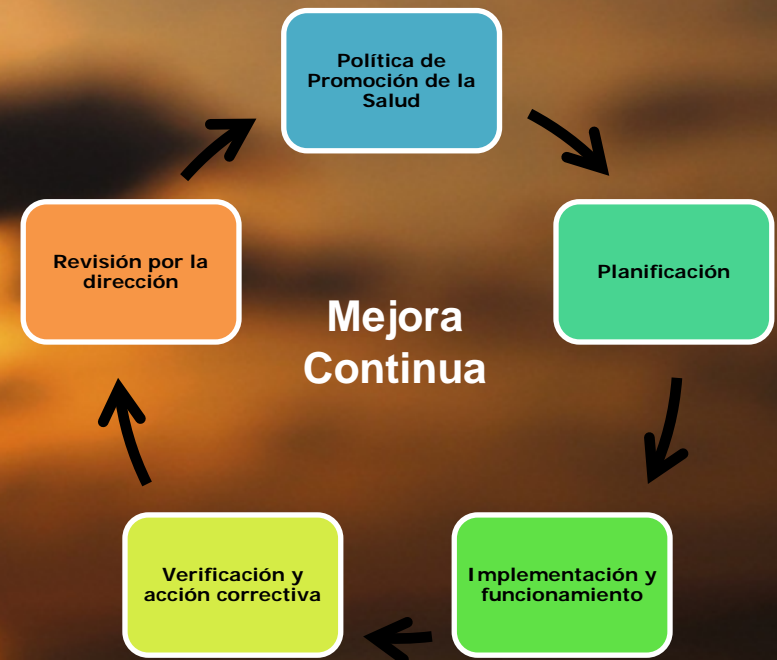 Política de
Promoción de la
Salud
Planificación
Implementación y
funcionamiento
Verificación y
acción correctiva
Revisión por la
dirección
Mejora
Continua